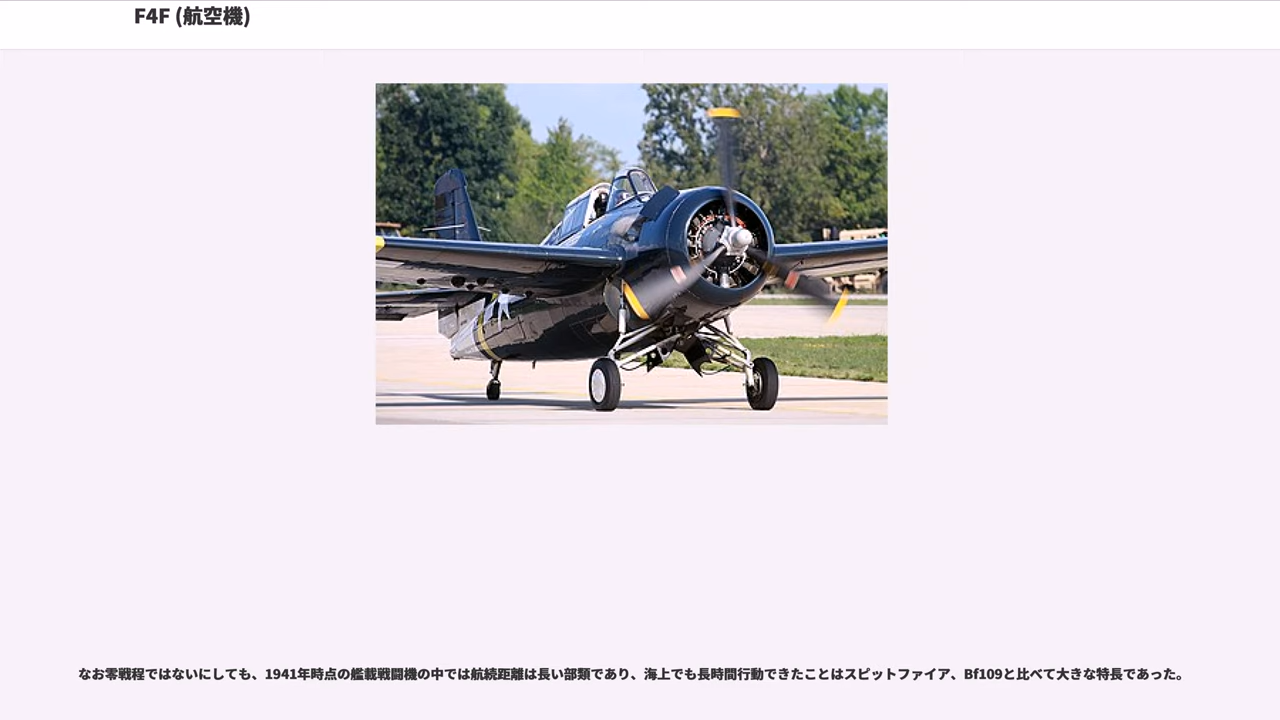 F4F (航空機)
なお零戦程ではないにしても、1941年時点の艦載戦闘機の中では航続距離は長い部類であり、海上でも長時間行動できたことはスピットファイア、Bf109と比べて大きな特長であった。